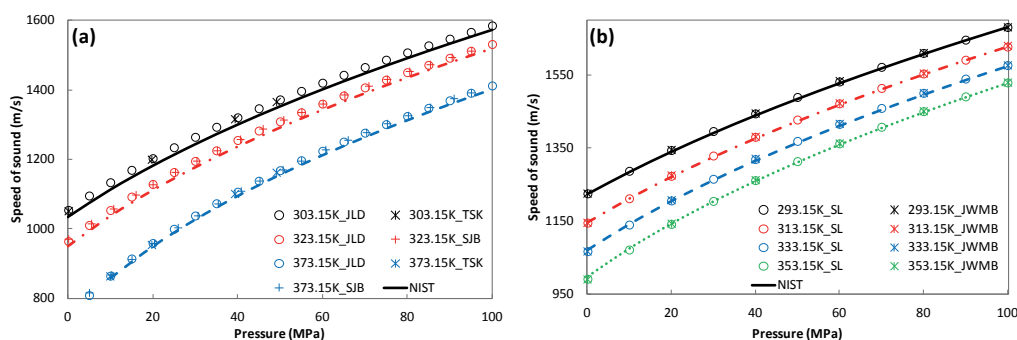 (a)
Speed of sound (m/s)
1600
1400
1200
1000
800
303.15K_JLD
303.15K_TSK
323.15K_JLD
323.15K_SJB
373.15K_JLD
373.15K_TSK
373.15K_SJB
NIST
0
20
40
60
80
100
Pressure (MPa)
(b)
Speed of sound (m/s)
1550
1350
1150
950
293.15K_SL
293.15K_JWMB
313.15K_SL
313.15K_JWMB
333.15K_SL
333.15K_JWMB
353.15K_SL
353.15K_JWMB
NIST
0
20
40
60
80
100
Pressure (MPa)